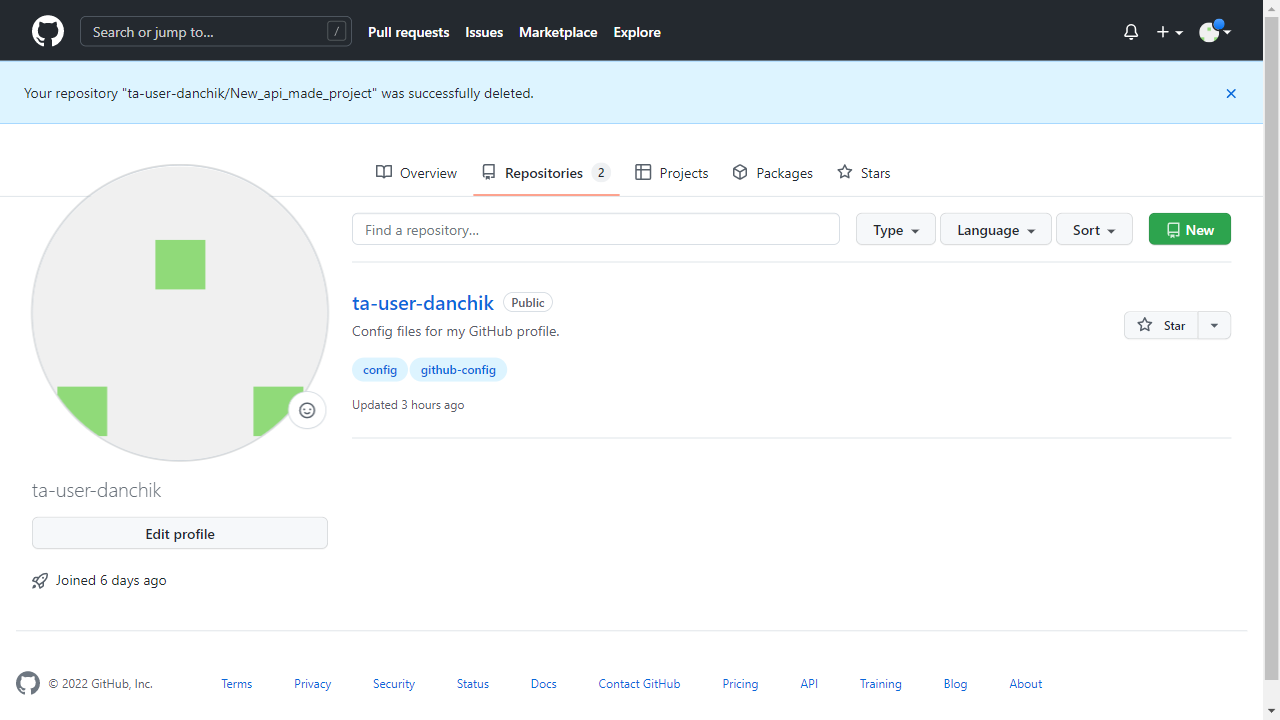 Search or jump to... /
Pull requests
Issues
Marketplace
Explore
Your repository "ta-user-danchik/New_api_made_project" was successfully deleted.
Overview
Repositories 2
Projects
Packages
Stars
Find a repository...
Type
Language
Sort
New
ta-user-danchik Public
Config files for my GitHub profile.
Star
config github-config
Updated 3 hours ago
ta-user-danchik
Edit profile
Joined 6 days ago
© 2022 GitHub, Inc.
Terms
Privacy
Security
Status
Docs
Contact GitHub
Pricing
API
Training
Blog
About